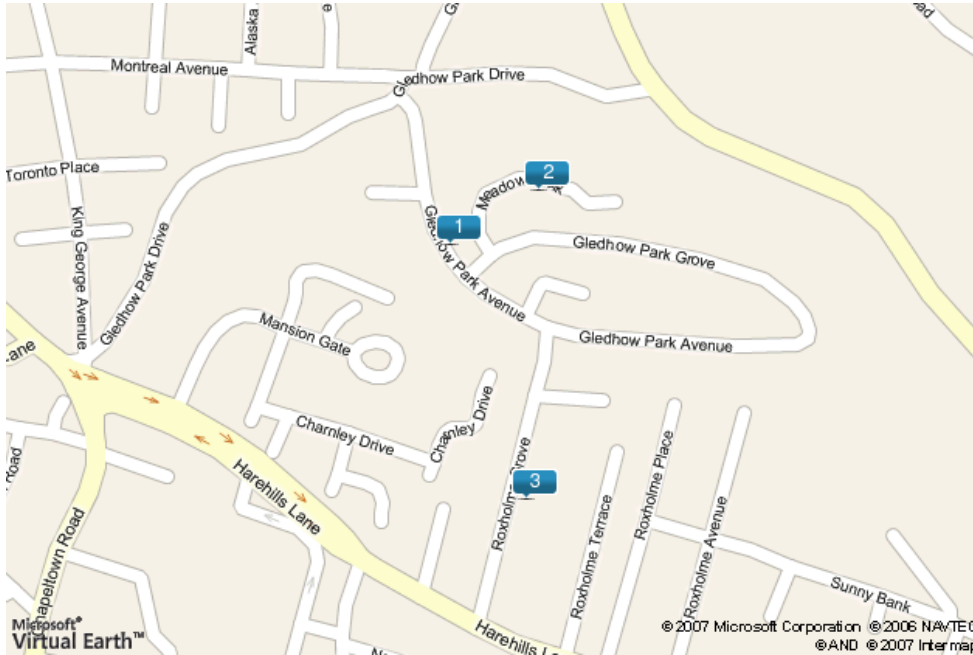 Alaska
Montreal Avenue
Gledhow Park Drive
Toronto Place
King George Avenue
Gledhow Park Drive
2
1
Gledhow Park Avenue
Gledhow Park Grove
Mansion Gate
Gledhow Park Avenue
ane
Charnley Drive
Charnley Drive
Road
Harehills Lane
3
Roxholme Grove
Roxholme Terrace
Roxholme Place
Roxholme Avenue
Sunny Bank
Chapeltown Road
Harehills Lane
Microsoft®
Virtual Earth™
©2007 Microsoft Corporation ©2006 NAVTEC
©AND ©2007 Intermap